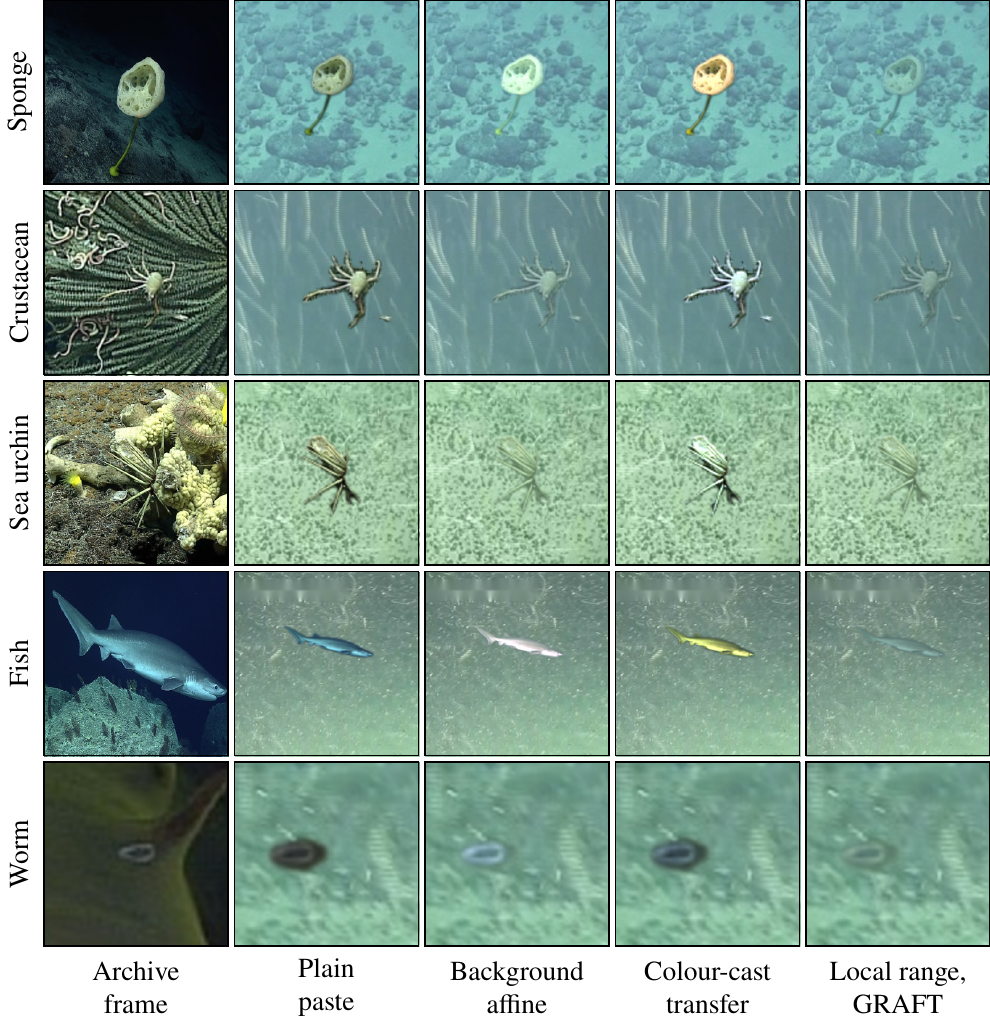 Sponge
Crustacean
Sea urchin
Fish
Worm
Archive
frame
Plain
paste
Background
affine
Colour-cast
transfer
Local range,
GRAFT